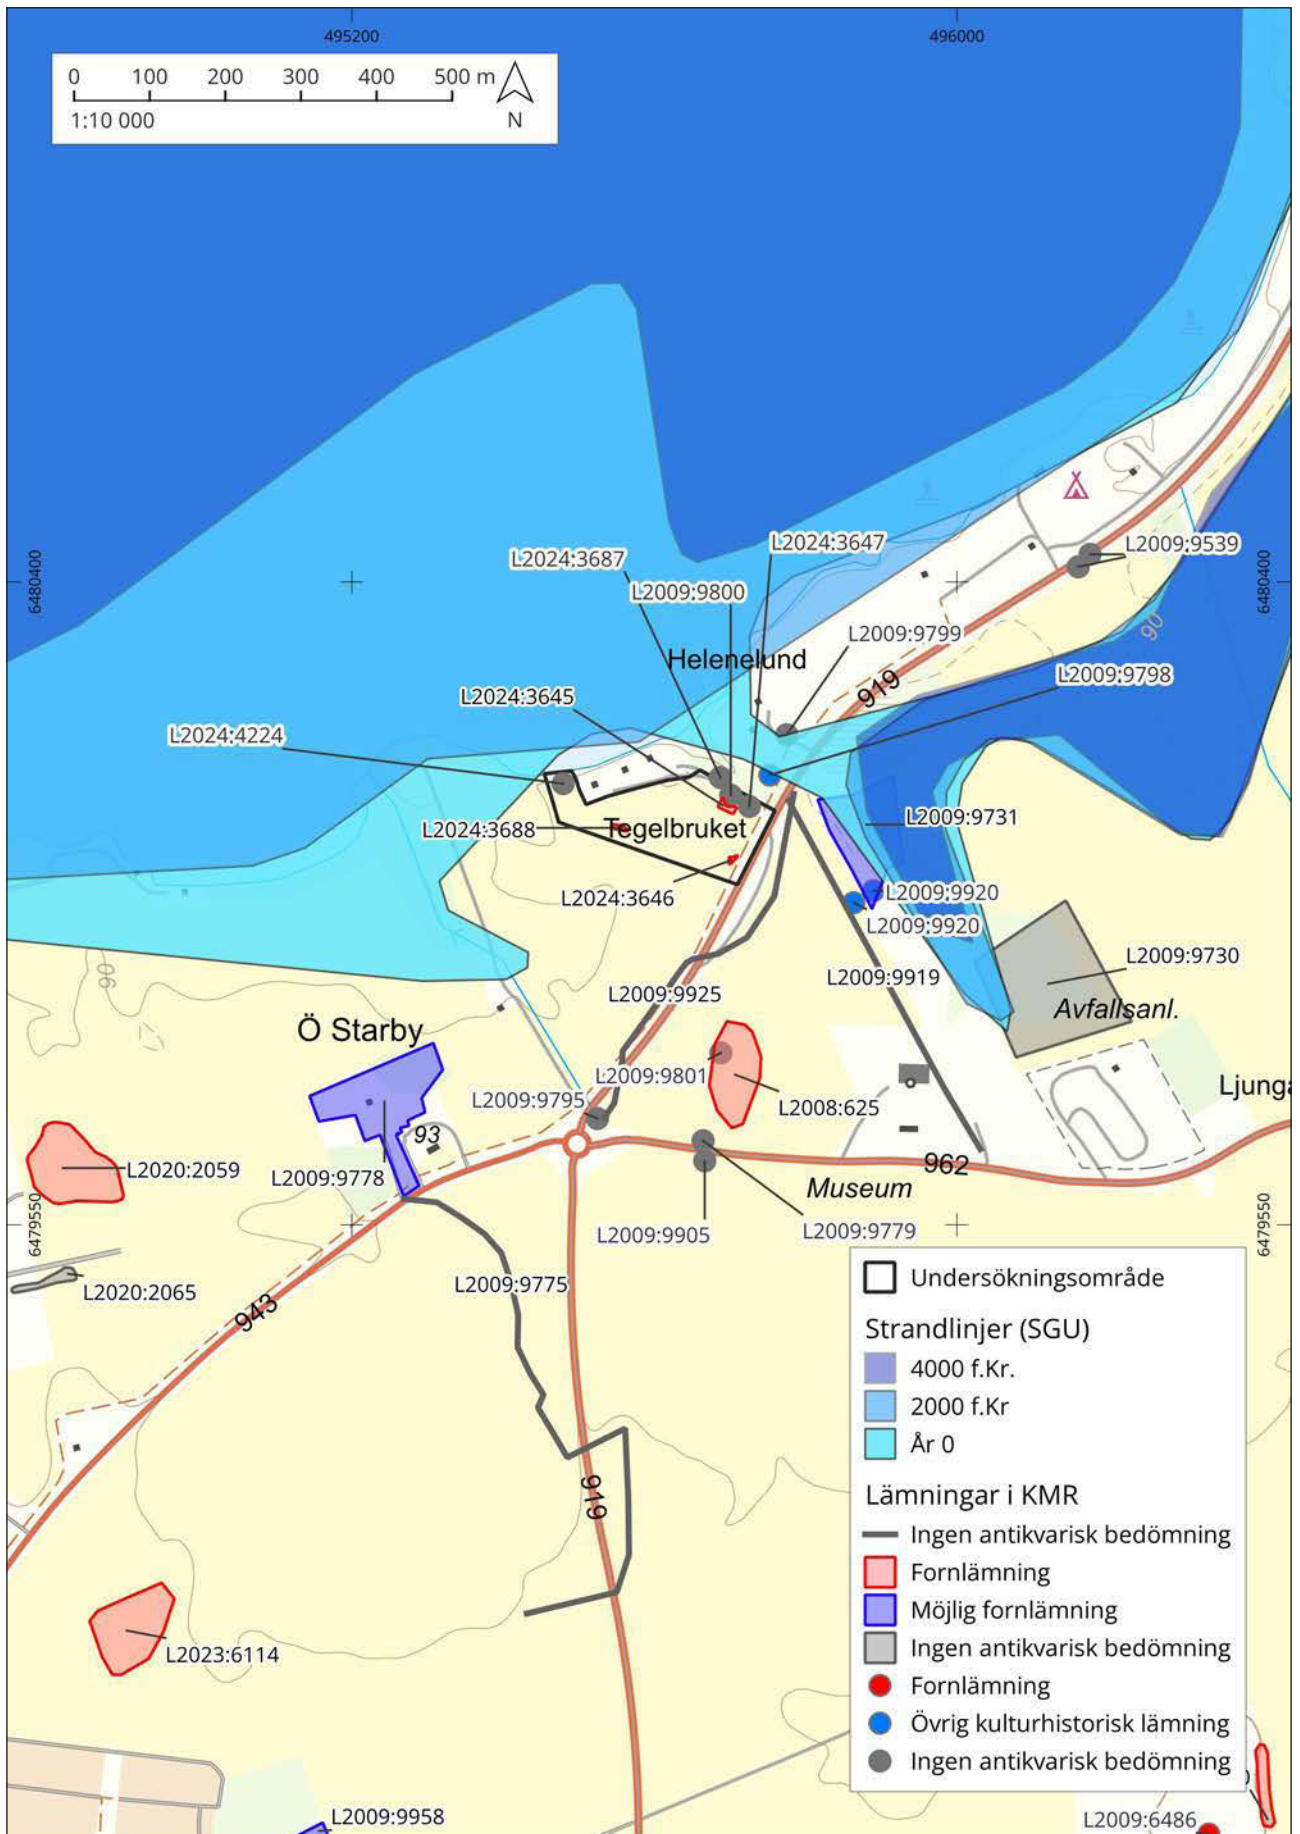 495200
496000
0 100 200 300 400 500 m
1:10 000
N
6480400
6480400
L2024:3687
L2024:3647
L2009:9539
L2009:9800
90
L2009:9799
Helenelund
L2009:9798
919
L2024:3645
L2024:4224
L2009:9731
L2024:3688
Tegelbruket
L2024:3646
L2009:9920
L2009:9920
L2009:9730
90
L2009:9919
L2009:9925
Avfallsanl.
Ö Starby
L2009:9801
Ljunga
L2009:9795
L2008:625
93
L2020:2059
L2009:9778
962
Museum
6479550
6479550
L2009:9905
L2009:9779
L2020:2065
L2009:9775
943
919
Undersökningsområde
Strandlinjer (SGU)
4000 f.Kr.
2000 f.Kr
År 0
Lämningar i KMR
Ingen antikvarisk bedömning
Fornlämning
Möjlig fornlämning
Ingen antikvarisk bedömning
Fornlämning
Övrig kulturhistorisk lämning
Ingen antikvarisk bedömning
L2023:6114
L2009:9958
L2009:6486